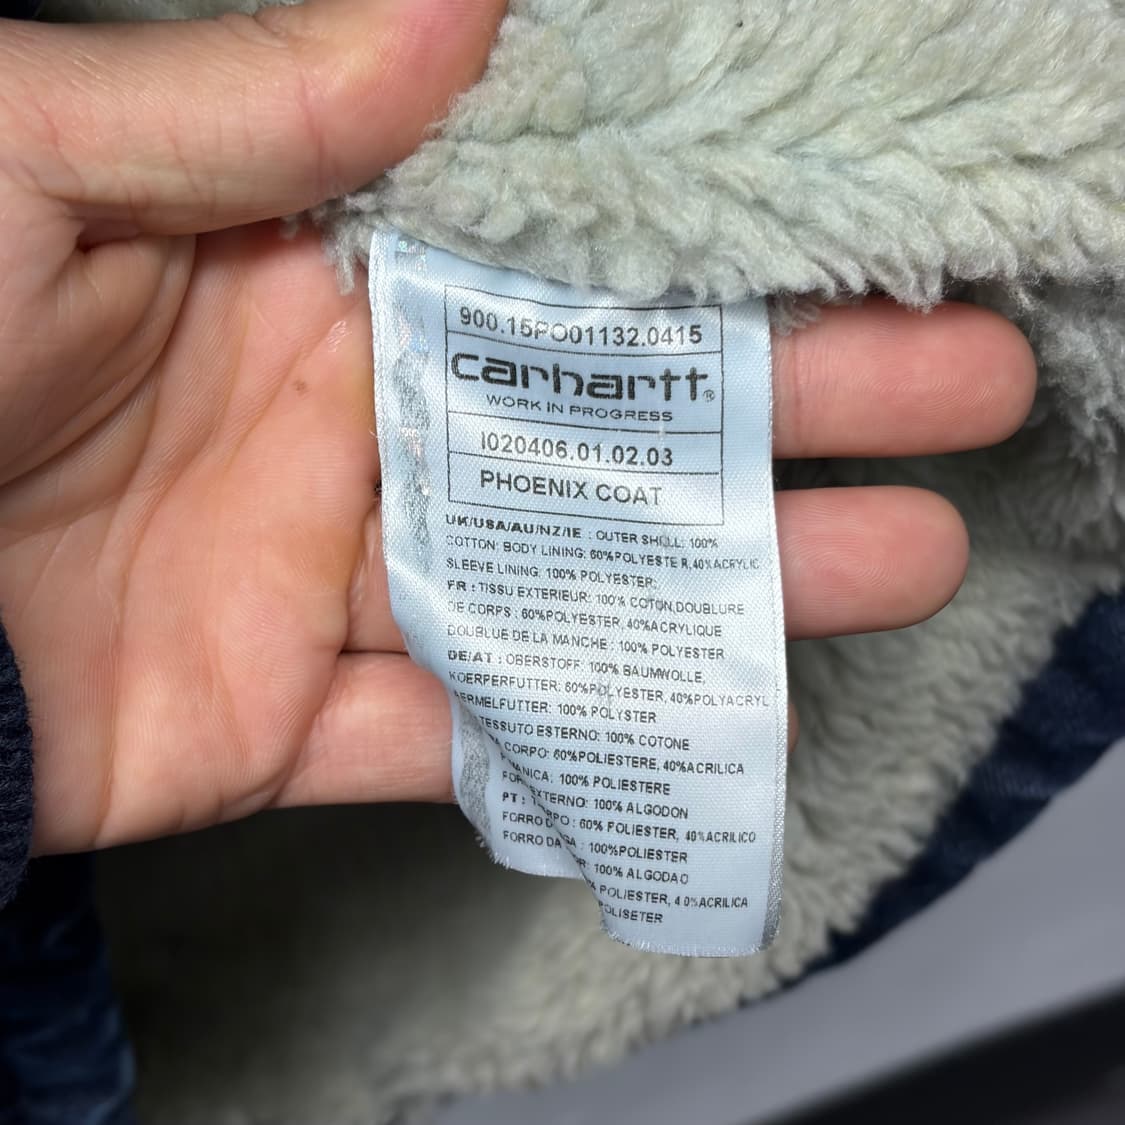 900.15PO01132.0415
carhartt®
WORK IN PROGRESS
I020406.01.02.03
PHOENIX COAT
UK/USA/AU/NZ/IE : OUTER SHELL: 100%
COTTON: BODY LINING: 60%POLYESTE R,40%ACRYLIC
SLEEVE LINING: 100% POLYESTER;
FR : TISSU EXTERIEUR: 100% COTON,DOUBLURE
DE CORPS : 60%POLYESTER, 40%ACRYLIQUE
DOUBLUE DE LA MANCHE : 100% POLYESTER
DE/AT : OBERSTOFF: 100% BAUMWOLLE,
KOERPERFUTTER: 60%POLYESTER, 40%POLYACRYL
AERMELFUTTER: 100% POLYSTER
TESSUTO ESTERNO: 100% COTONE
CORPO: 60%POLIESTERE, 40%ACRILICA
MANICA: 100% POLIESTERE
EXTERNO: 100% ALGODON
PT :
FORRO : 60% POLIESTER, 40%ACRILICO
FORRO DA : 100%POLIESTER
100% ALGODAO
POLIESTER, 4 0%ACRILICA
POLISETER